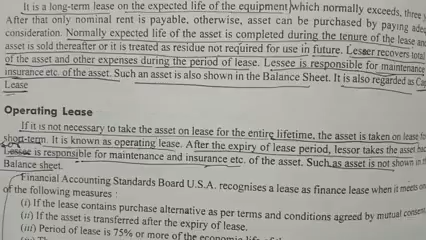 It is a long-term lease on the expected life of the equipment which normally exceeds, three
After that only nominal rent is payable, otherwise, asset can be purchased by paying
consideration. Normally expected life of the asset is completed during the tenure of the lease and
asset is sold thereafter or it is treated as residue not required for use in future. Lesser recovers total
of the asset and other expenses during the period of lease. Lessee is responsible for maintenance
insurance etc. of the asset. Such an asset is also shown in the Balance Sheet. It is also regarded as
Lease
Operating Lease
If it is not necessary to take the asset on lease for the entire lifetime, the asset is taken on lease
short-term. It is known as operating lease. After the expiry of lease period, lessor takes the asset
is responsible for maintenance and insurance etc. of the asset. Such as asset is not shown in
Balance sheet.
Financial Accounting Standards Board U.S.A. recognises a lease as finance lease when it meets
of the following measures :
(i) If the lease contains purchase alternative as per terms and conditions agreed by mutual
(ii) If the asset is transferred after the expiry of lease.
(iii) Period of lease is 75% or more of the economic life of